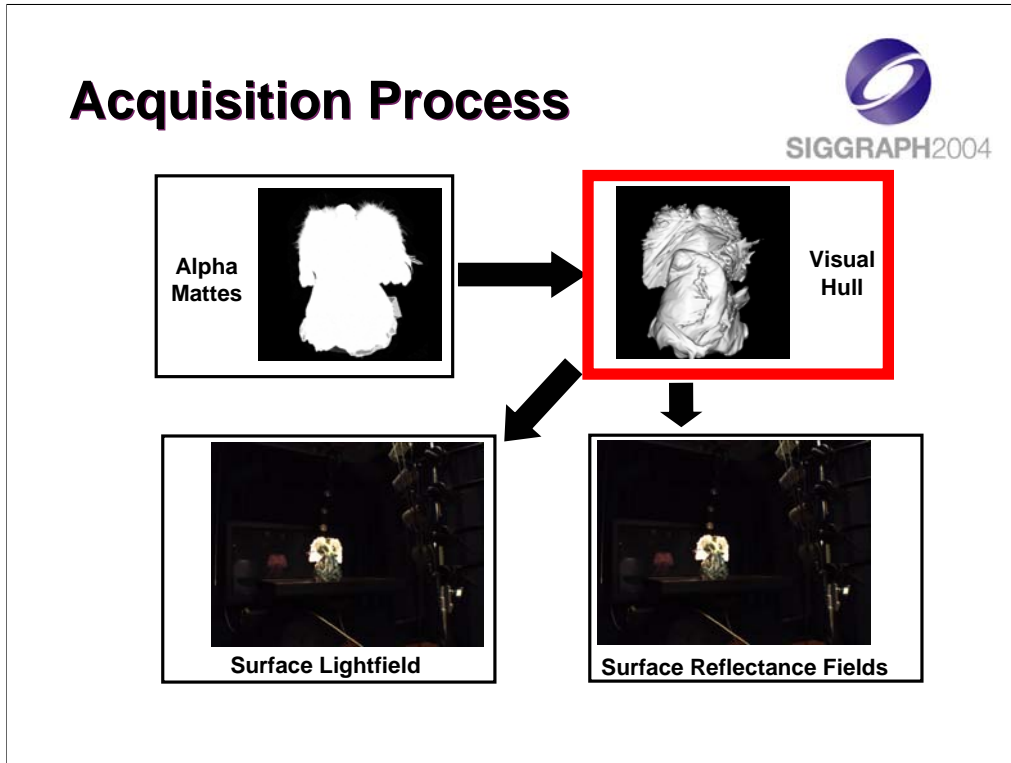 Acquisition Process
SIGGRAPH2004
Alpha
Mattes
Visual
Hull
Surface Lightfield
Surface Reflectance Fields